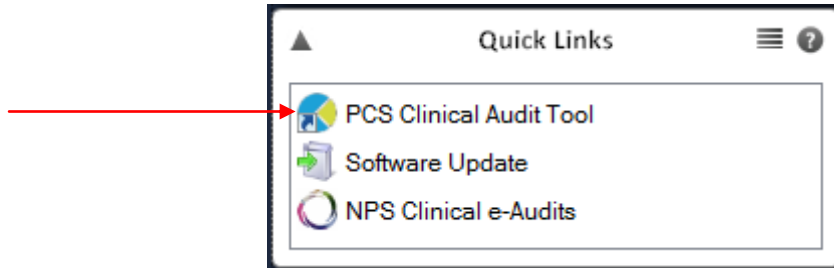 Quick Links
PCS Clinical Audit Tool
Software Update
NPS Clinical e-Audits